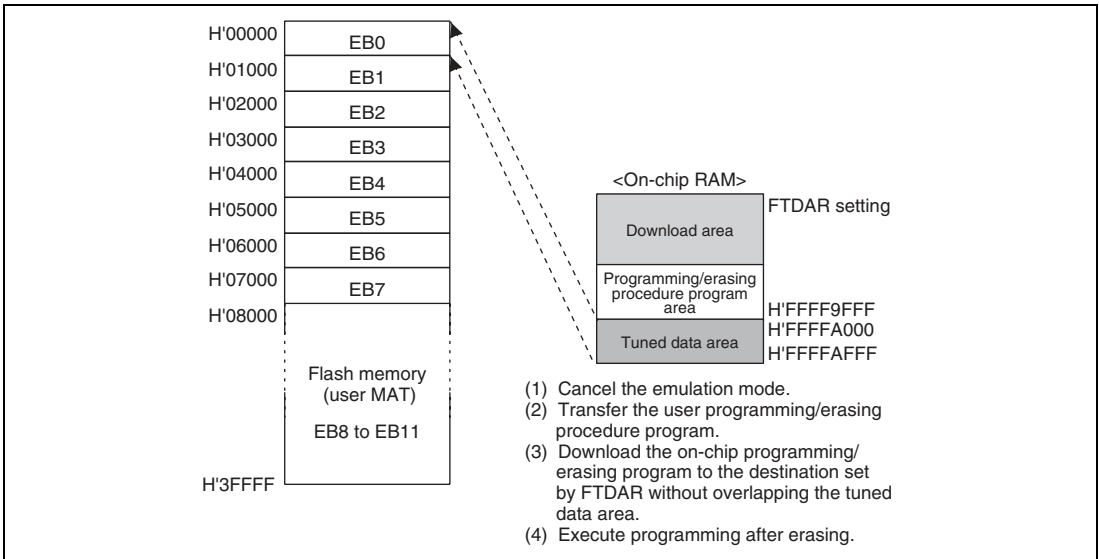 H'00000
EB0
H'01000
EB1
H'02000
EB2
H'03000
EB3
H'04000
EB4
H'05000
EB5
H'06000
EB6
H'07000
EB7
H'08000
Flash memory
(user MAT)
EB8 to EB11
H'3FFFF
<On-chip RAM>
FTDAR setting
Download area
Programming/erasing
procedure program
area
H'FFFF9FFF
H'FFFFA000
Tuned data area
H'FFFFAFFF
(1) Cancel the emulation mode.
(2) Transfer the user programming/erasing
procedure program.
(3) Download the on-chip programming/
erasing program to the destination set
by FTDAR without overlapping the tuned
data area.
(4) Execute programming after erasing.